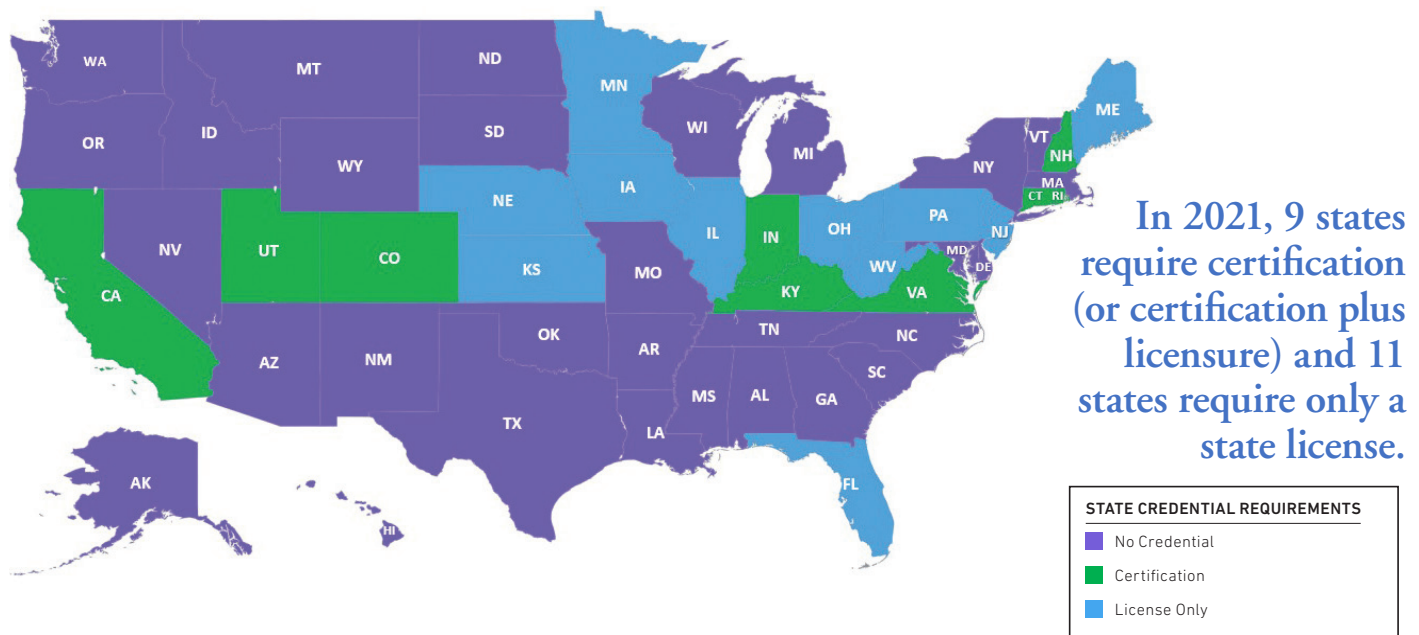 WA
MT
ND
MN
OR
ID
SD
WI
MI
WY
NY
VT
NH
ME
MA
CT RI
NE
IA
PA
NJ
NV
UT
CO
KS
IL
IN
OH
WV
MD
DE
CA
MO
KY
VA
AZ
NM
OK
AR
TN
NC
SC
MS
AL
GA
TX
LA
FL
AK
HI
In 2021, 9 states
require certification
(or certification plus
licensure) and 11
states require only a
state license.
STATE CREDENTIAL REQUIREMENTS
No Credential
Certification
License Only